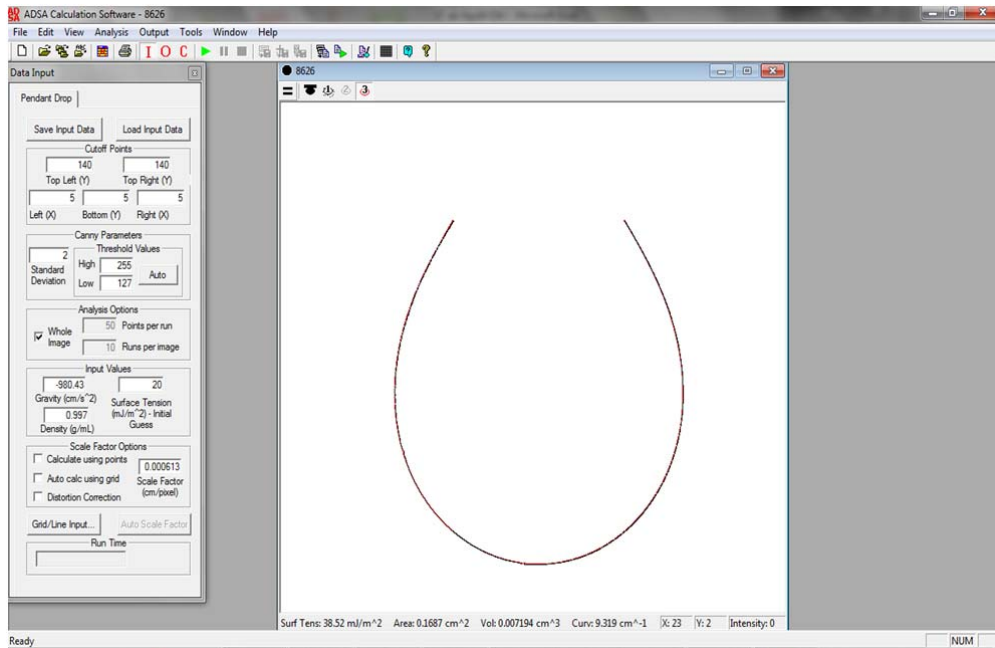 ADSA Calculation Software - 8626
File Edit View Analysis Output Tools Window Help
I O C
Data Input
Pendant Drop
Save Input Data Load Input Data
Cutoff Points
140 140
Top Left (Y) Top Right (Y)
5 5 5
Left (X) Bottom (Y) Right (X)
Canny Parameters
Threshold Values
2
Standard Deviation
High 255
Low 127
Auto
Analysis Options
Whole Image
50 Points per run
10 Runs per image
Input Values
-980.43 20
Gravity (cm/s^2)
Surface Tension (mJ/m^2) - Initial Guess
0.997
Density (g/mL)
Scale Factor Options
Calculate using points
0.000613
Auto calc using grid
Scale Factor (cm/pixel)
Distortion Correction
Grid/Line Input... Auto Scale Factor
Run Time
8626
3
Surf Tens: 38.52 mJ/m^2 Area: 0.1687 cm^2 Vol: 0.007194 cm^3 Curv: 9.319 cm^-1 X: 23 Y: 2 Intensity: 0
Ready NUM